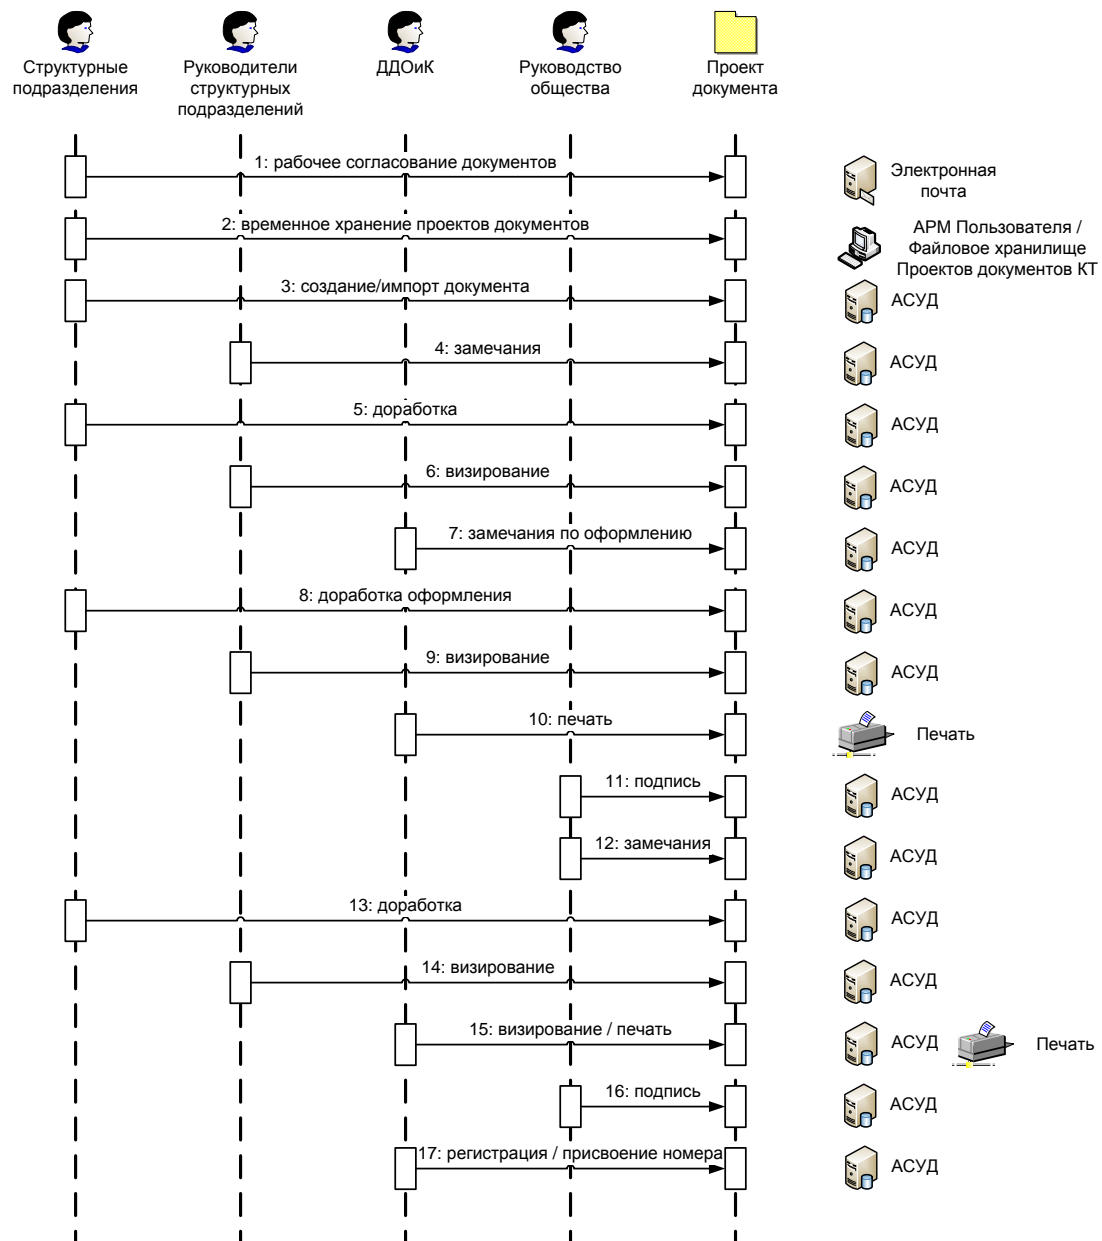 Структурные
подразделения
Руководители
структурных
подразделений
ДДОиК
Руководство
общества
Проект
документа
1: рабочее согласование документов
Электронная
почта
2: временное хранение проектов документов
АРМ Пользователя /
Файловое хранилище
Проектов документов КТ
3: создание/импорт документа
АСУД
4: замечания
АСУД
5: доработка
АСУД
6: визирование
АСУД
7: замечания по оформлению
АСУД
8: доработка оформления
АСУД
9: визирование
АСУД
10: печать
Печать
11: подпись
АСУД
12: замечания
АСУД
13: доработка
АСУД
14: визирование
АСУД
15: визирование / печать
АСУД
Печать
16: подпись
АСУД
17: регистрация / присвоение номера
АСУД